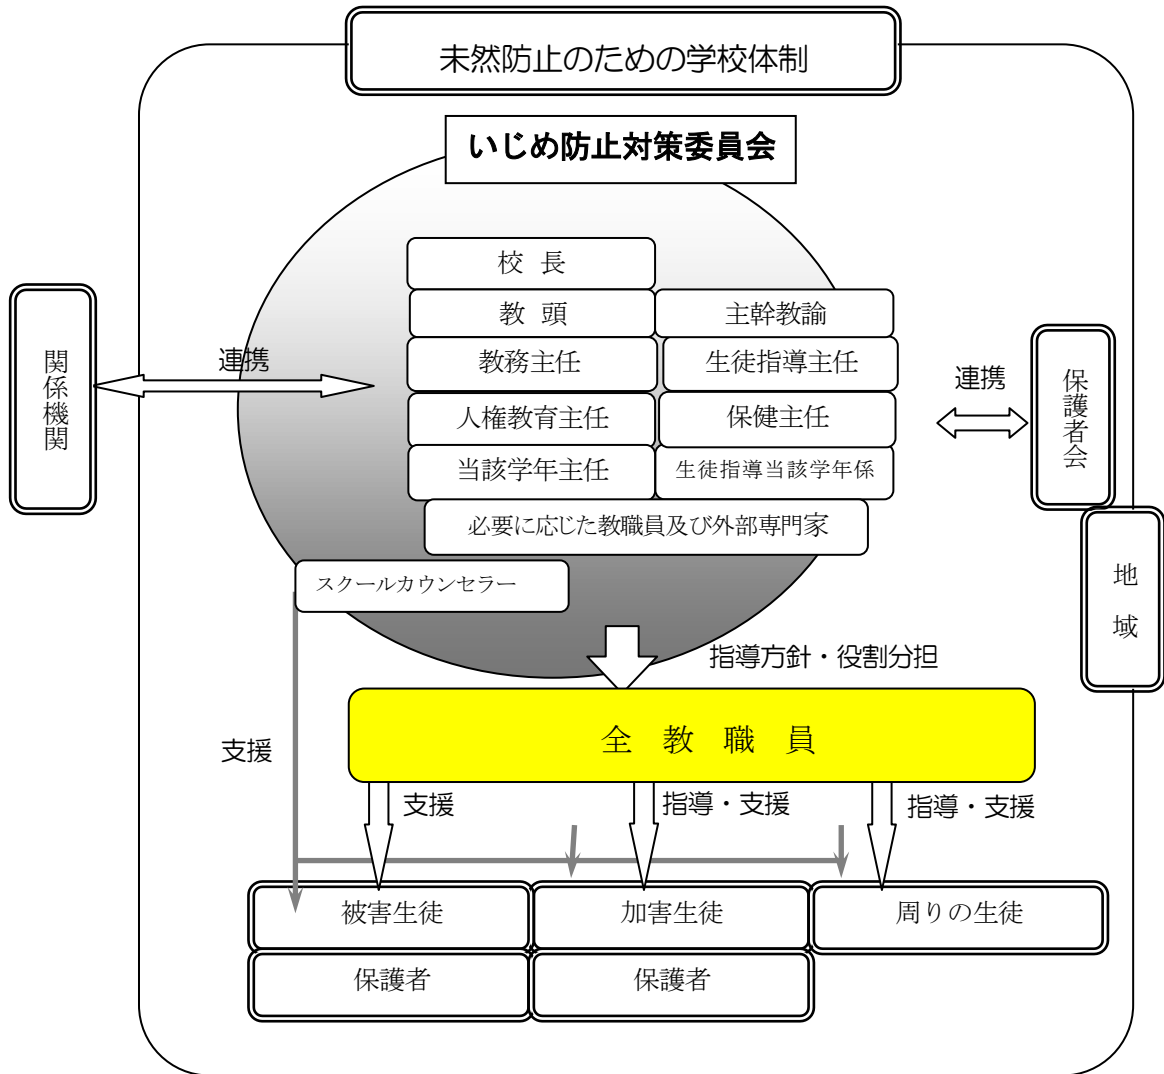 未然防止のための学校体制
いじめ防止対策委員会
校 長
教 頭
主幹教諭
教務主任
生徒指導主任
人権教育主任
保健主任
当該学年主任
生徒指導当該学年係
必要に応じた教職員及び外部専門家
スクールカウンセラー
関係機関
連携
連携
保護者会
地域
指導方針・役割分担
全 教 職 員
支援
支援
指導・支援
指導・支援
被害生徒
加害生徒
周りの生徒
保護者
保護者